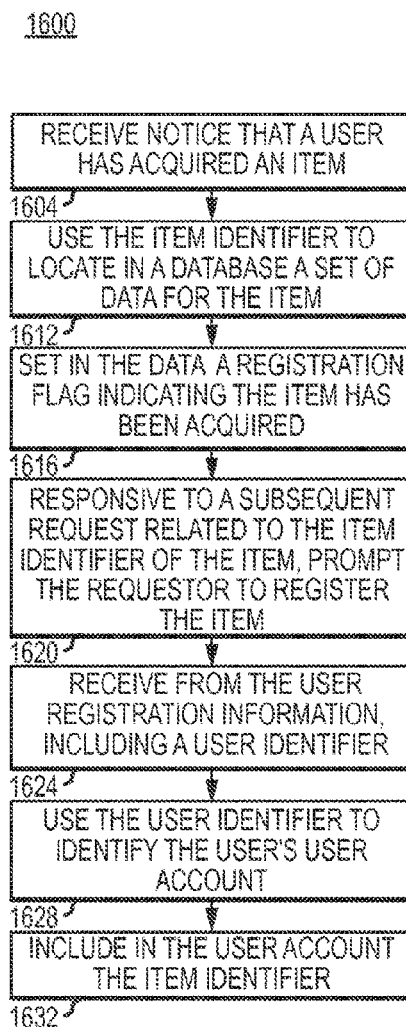 1600
RECEIVE NOTICE THAT A USER
HAS ACQUIRED AN ITEM
1604
USE THE ITEM IDENTIFIER TO
LOCATE IN A DATABASE A SET OF
DATA FOR THE ITEM
1612
SET IN THE DATA A REGISTRATION
FLAG INDICATING THE ITEM HAS
BEEN ACQUIRED
1616
RESPONSIVE TO A SUBSEQUENT
REQUEST RELATED TO THE ITEM
IDENTIFIER OF THE ITEM, PROMPT
THE REQUESTOR TO REGISTER
THE ITEM
1620
RECEIVE FROM THE USER
REGISTRATION INFORMATION,
INCLUDING A USER IDENTIFIER
1624
USE THE USER IDENTIFIER TO
IDENTIFY THE USER'S USER
ACCOUNT
1628
INCLUDE IN THE USER ACCOUNT
THE ITEM IDENTIFIER
1632